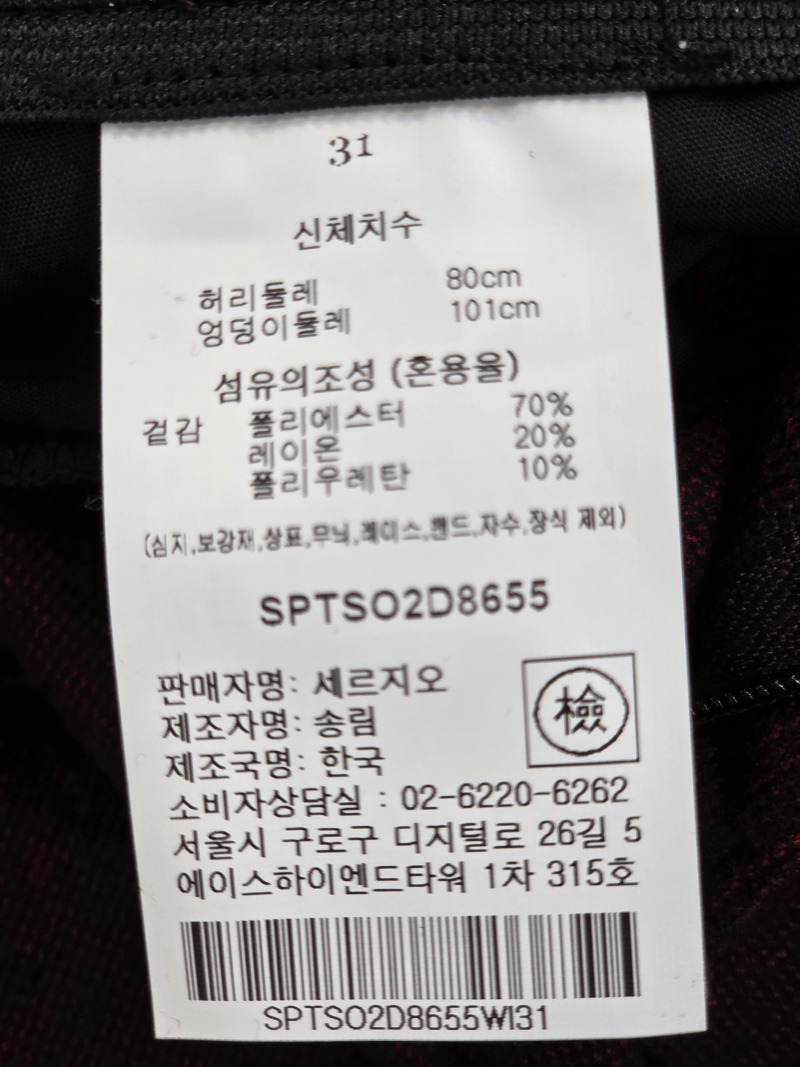 31
신체치수
허리둘레 80cm
엉덩이둘레 101cm
섬유의조성 (혼용율)
겉감 폴리에스터 70%
레이온 20%
폴리우레탄 10%
(심지,보강재,상표,무늬,레이스,밴드,자수,장식 제외)
SPTSO2D8655
판매자명: 세르지오
제조자명: 송림
檢
제조국명: 한국
소비자상담실 : 02-6220-6262
서울시 구로구 디지털로 26길 5
에이스하이엔드타워 1차 315호
SPTSO2D8655WI31